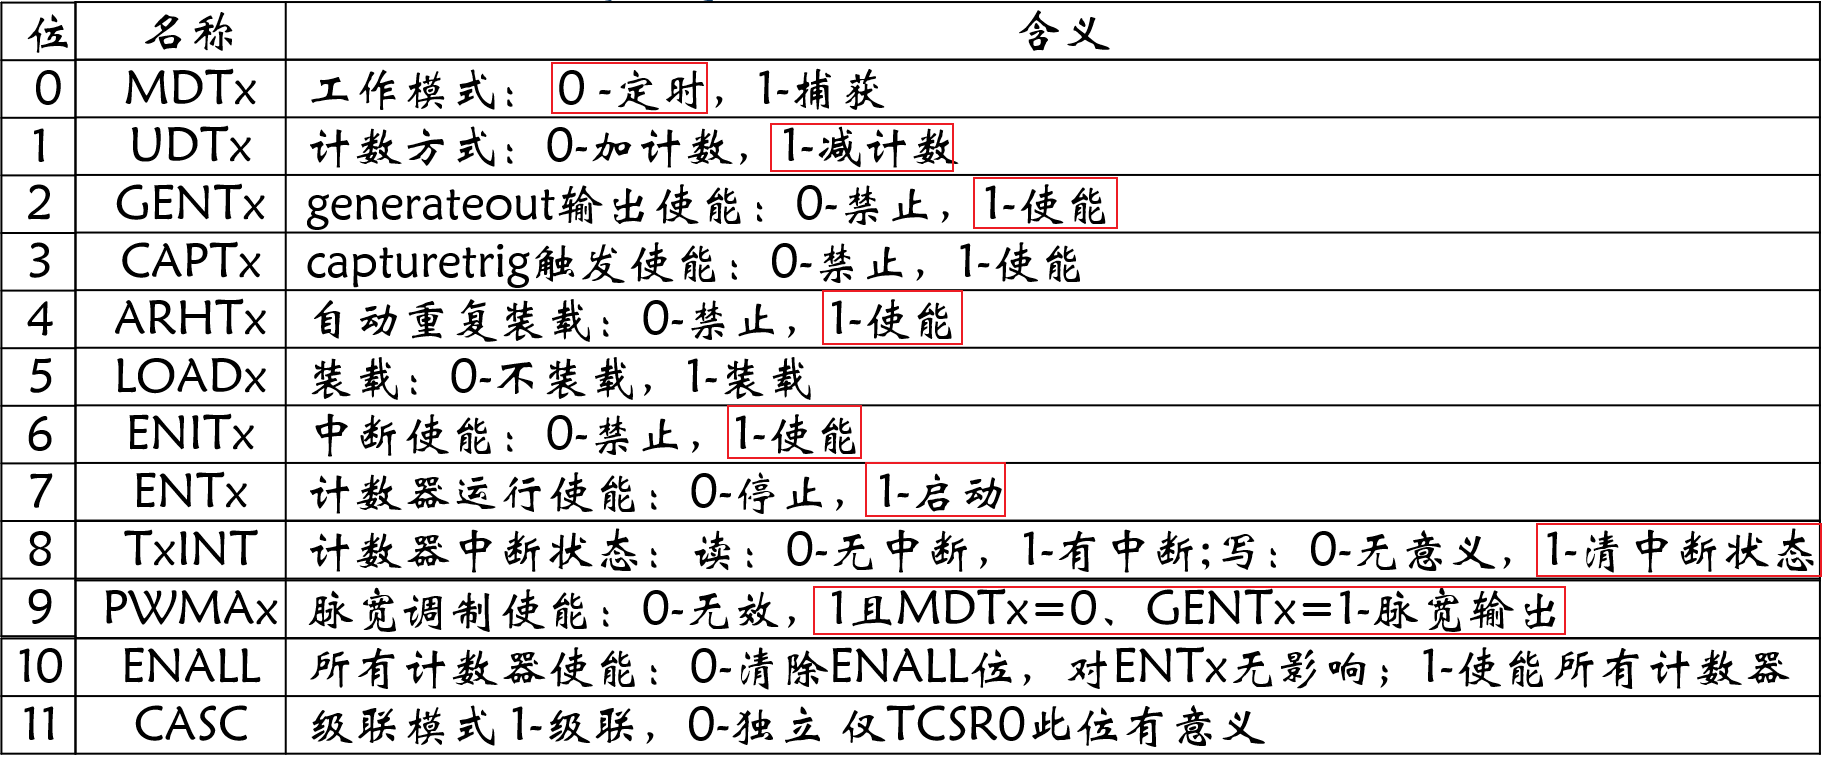 位 名称 含义
0 MDTx 工作模式：0 -定时，1-捕获
1 UDTx 计数方式：0-加计数，1-减计数
2 GENTx generateout输出使能：0-禁止，1-使能
3 CAPTx capturetrig触发使能：0-禁止，1-使能
4 ARHTx 自动重复装载：0-禁止，1-使能
5 LOADx 装载：0-不装载，1-装载
6 ENITx 中断使能：0-禁止，1-使能
7 ENTx 计数器运行使能：0-停止，1-启动
8 TxINT 计数器中断状态：读：0-无中断，1-有中断;写：0-无意义，1-清中断状态
9 PWMAx 脉宽调制使能：0-无效，1且MDTx=0、GENTx=1-脉宽输出
10 ENALL 所有计数器使能：0-清除ENALL位，对ENTx无影响；1-使能所有计数器
11 CASC 级联模式 1-级联，0-独立 仅TCSR0此位有意义